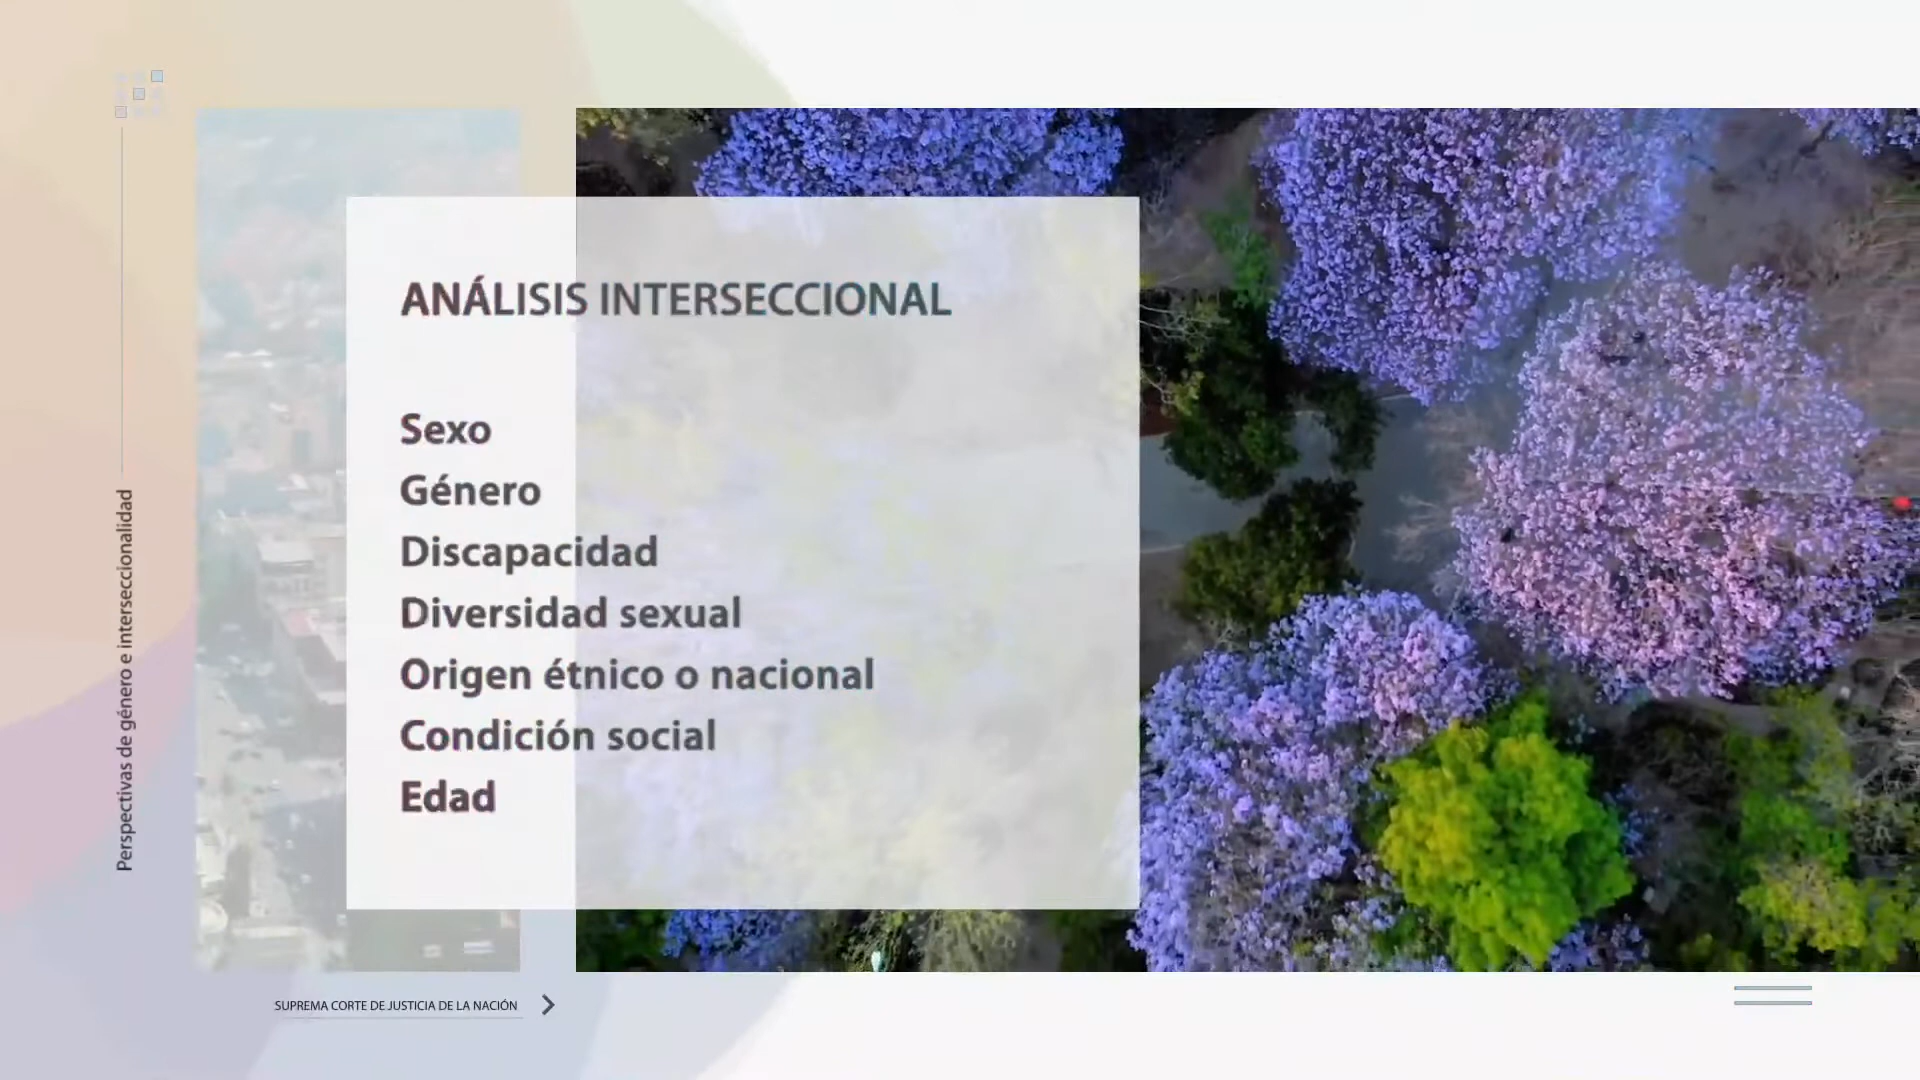 ANÁLISIS INTERSECCIONAL
Sexo
Género
Discapacidad
Diversidad sexual
Origen étnico o nacional
Condición social
Edad
Perspectivas de género e interseccionalidad
SUPREMA CORTE DE JUSTICIA DE LA NACIÓN